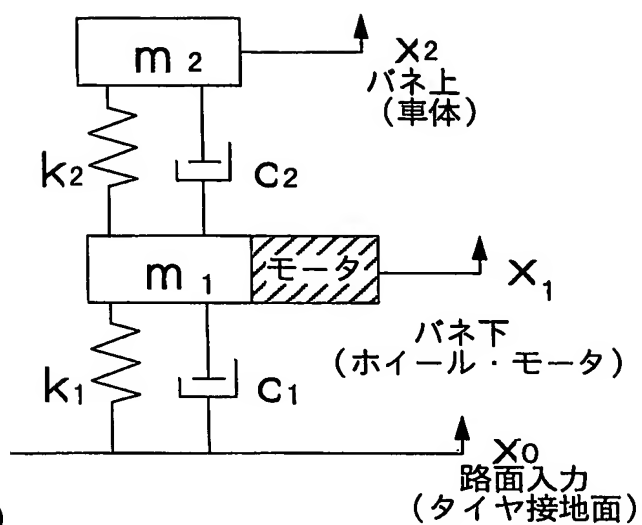 m2
x2
バネ上
(車体)
k2
c2
m1
モータ
x1
バネ下
(ホイール・モータ)
k1
c1
x0
路面入力
(タイヤ接地面)
)